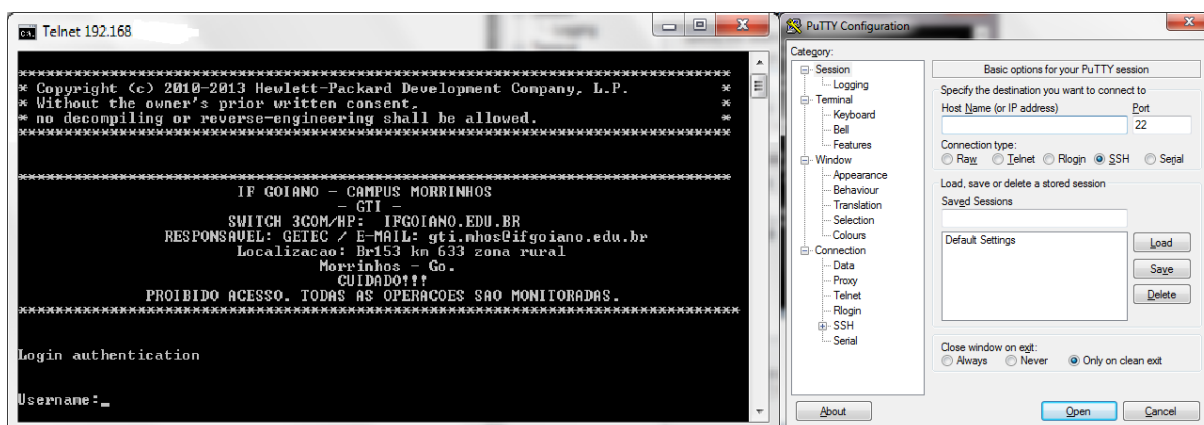 Telnet 192.168
************************************************************************
* Copyright (c) 2010-2013 Hewlett-Packard Development Company, L.P. *
* Without the owner's prior written consent, *
* no decompiling or reverse-engineering shall be allowed. *
************************************************************************
************************************************************************
IF GOIANO - CAMPUS MORRINHOS
- GTI -
SWITCH 3COM/HP: IFGOIANO.EDU.BR
RESPONSAVEL: GETEC / E-MAIL: gti.mhos@ifgoiano.edu.br
Localizacao: Br153 km 633 zona rural
Morrinhos - Go.
CUIDADO!!!
PROIBIDO ACESSO. TODAS AS OPERACOES SAO MONITORADAS.
*************************************************************************
Login authentication
Username:_
PuTTY Configuration
Category:
Session
Logging
Terminal
Keyboard
Bell
Features
Window
Appearance
Behaviour
Translation
Selection
Colours
Connection
Data
Proxy
Telnet
Rlogin
SSH
Serial
Basic options for your PuTTY session
Specify the destination you want to connect to
Host Name (or IP address) Port
22
Connection type:
Raw Telnet Rlogin SSH Serial
Load, save or delete a stored session
Saved Sessions
Default Settings
Load
Save
Delete
Close window on exit:
Always Never Only on clean exit
About Open Cancel